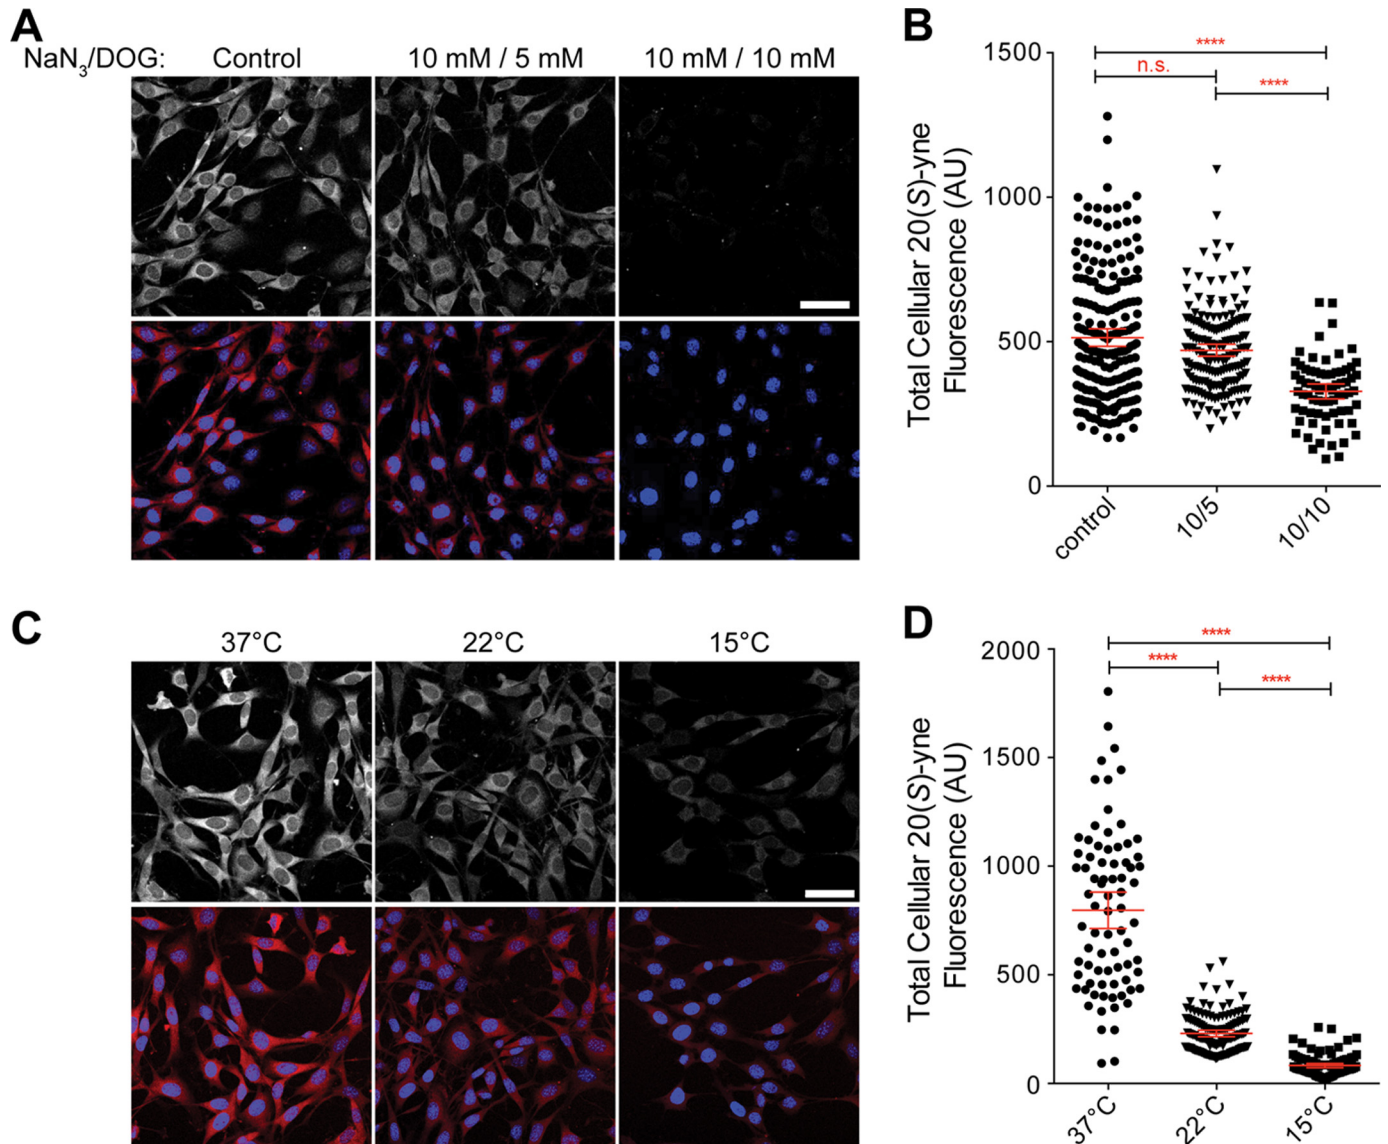 A
NaN3/DOG: Control 10 mM / 5 mM 10 mM / 10 mM
B
1500
1000
500
0
Total Cellular 20(S)-yne
Fluorescence (AU)
****
n.s.
****
control
10/5
10/10
C
37°C 22°C 15°C
D
2000
1500
1000
500
0
Total Cellular 20(S)-yne
Fluorescence (AU)
****
****
****
37°C
22°C
15°C